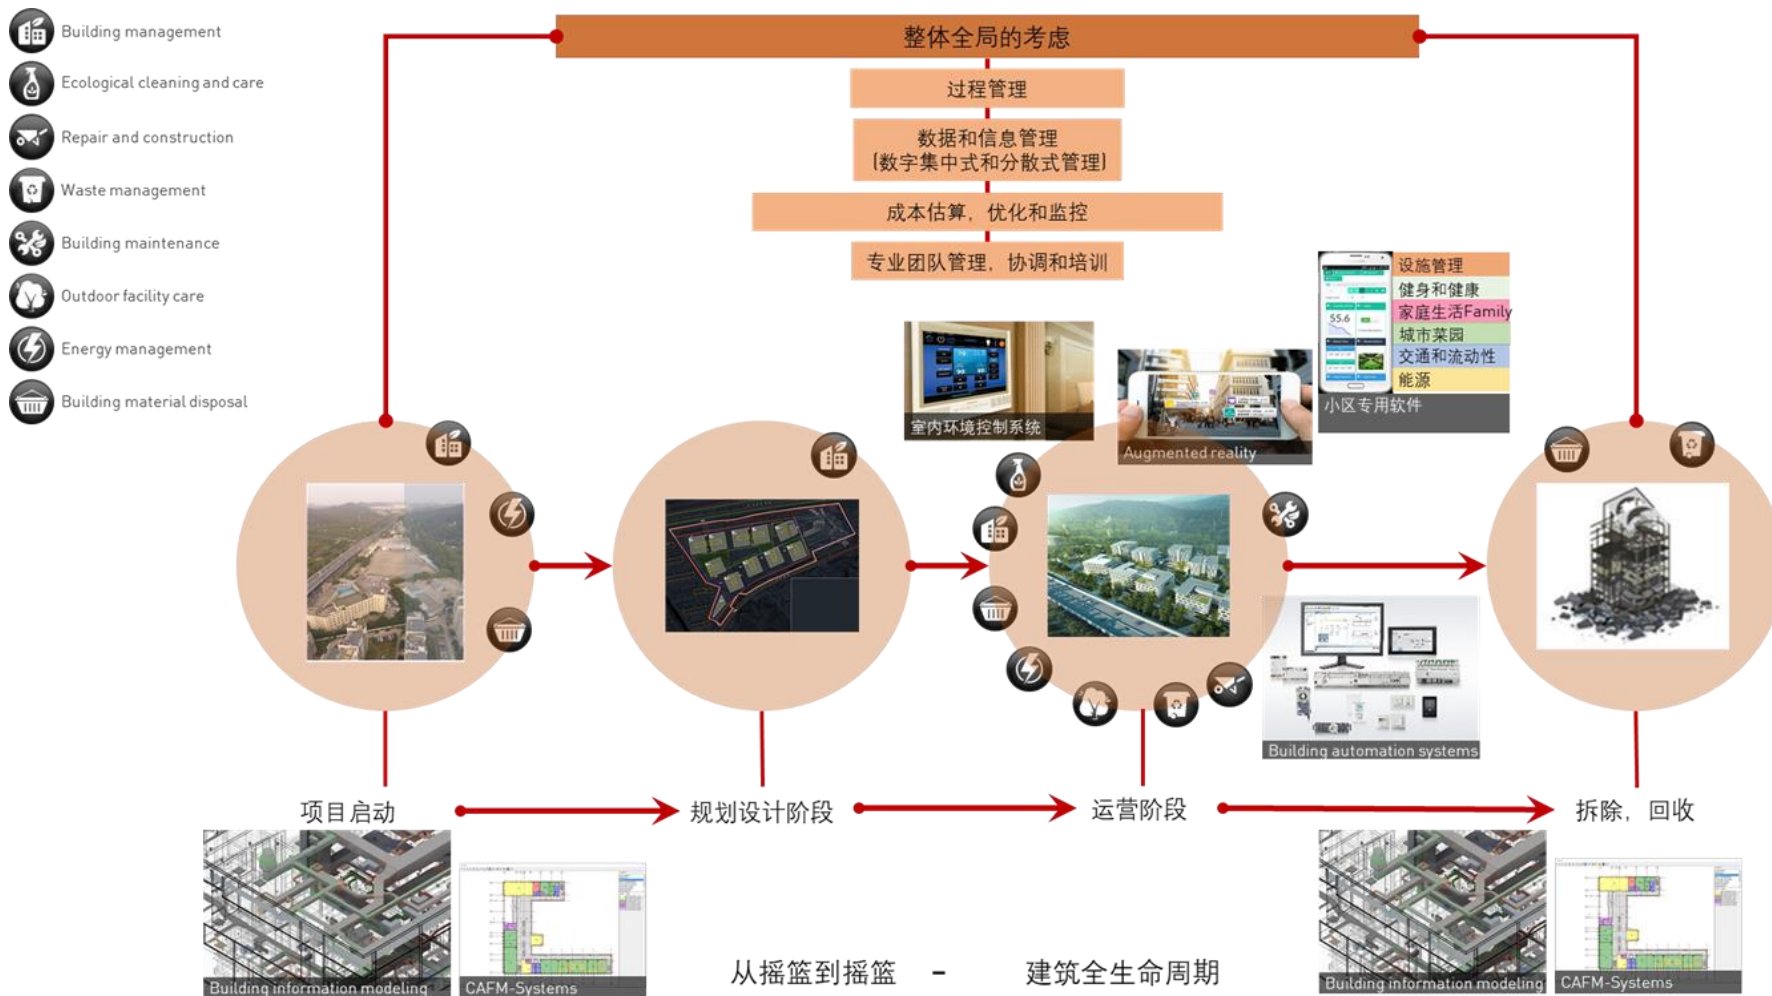 Building management
Ecological cleaning and care
Repair and construction
Waste management
Building maintenance
Outdoor facility care
Energy management
Building material disposal
整体全局的考虑
过程管理
数据和信息管理
(数字集中式和分散式管理)
成本估算，优化和监控
专业团队管理，协调和培训
设施管理
健身和健康
家庭生活Family
城市菜园
交通和流动性
能源
小区专用软件
55.6
室内环境控制系统
Augmented reality
Building automation systems
项目启动
规划设计阶段
运营阶段
拆除，回收
Building information modeling
CAFM-Systems
Building information modeling
CAFM-Systems
从摇篮到摇篮 - 建筑全生命周期